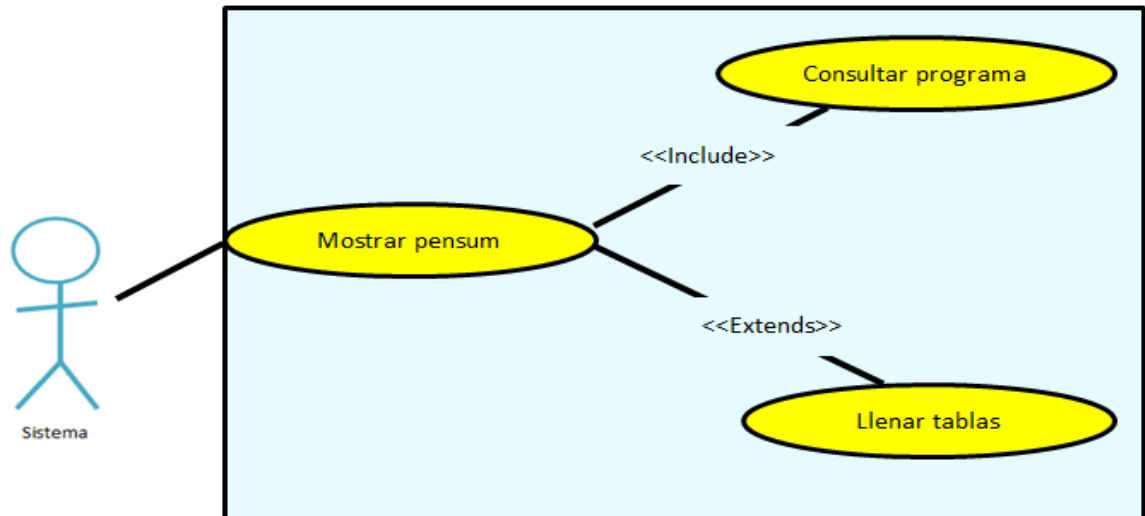 Consultar programa
<<Include>>
Mostrar pensum
<<Extends>>
Llenar tablas
Sistema